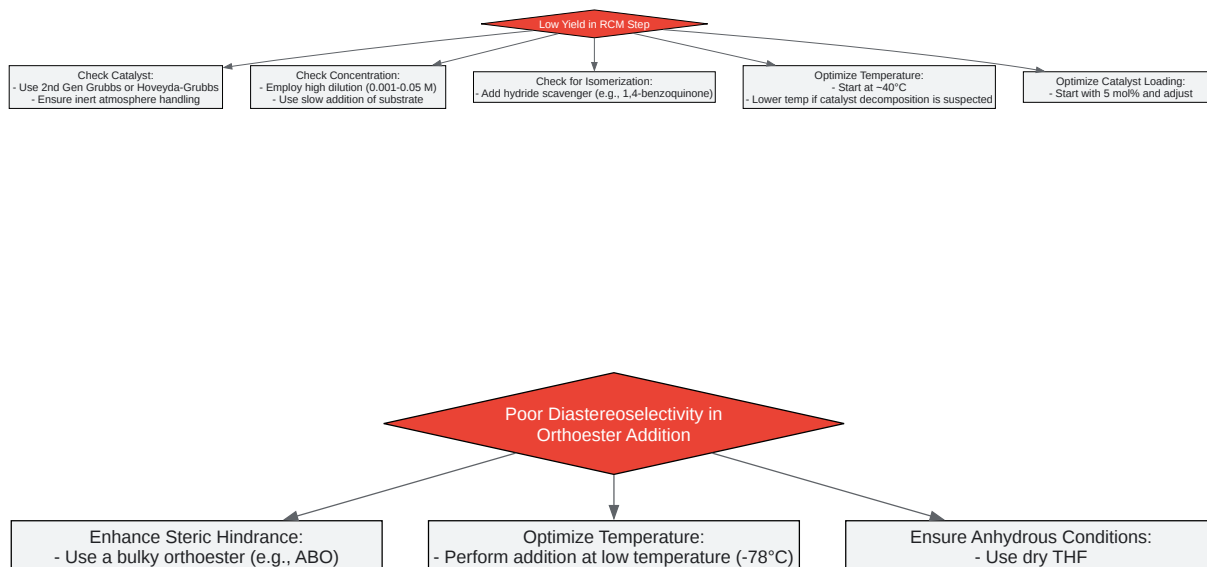 Low Yield in RCM Step
Check Catalyst:
- Use 2nd Gen Grubbs or Hoveyda-Grubbs
- Ensure inert atmosphere handling
Check Concentration:
- Employ high dilution (0.001-0.05 M)
- Use slow addition of substrate
Check for Isomerization:
- Add hydride scavenger (e.g., 1,4-benzoquinone)
Optimize Temperature:
- Start at ~40°C
- Lower temp if catalyst decomposition is suspected
Optimize Catalyst Loading:
- Start with 5 mol% and adjust
Poor Diastereoselectivity in
Orthoester Addition
Enhance Steric Hindrance:
- Use a bulky orthoester (e.g., ABO)
Optimize Temperature:
- Perform addition at low temperature (-78°C)
Ensure Anhydrous Conditions:
- Use dry THF